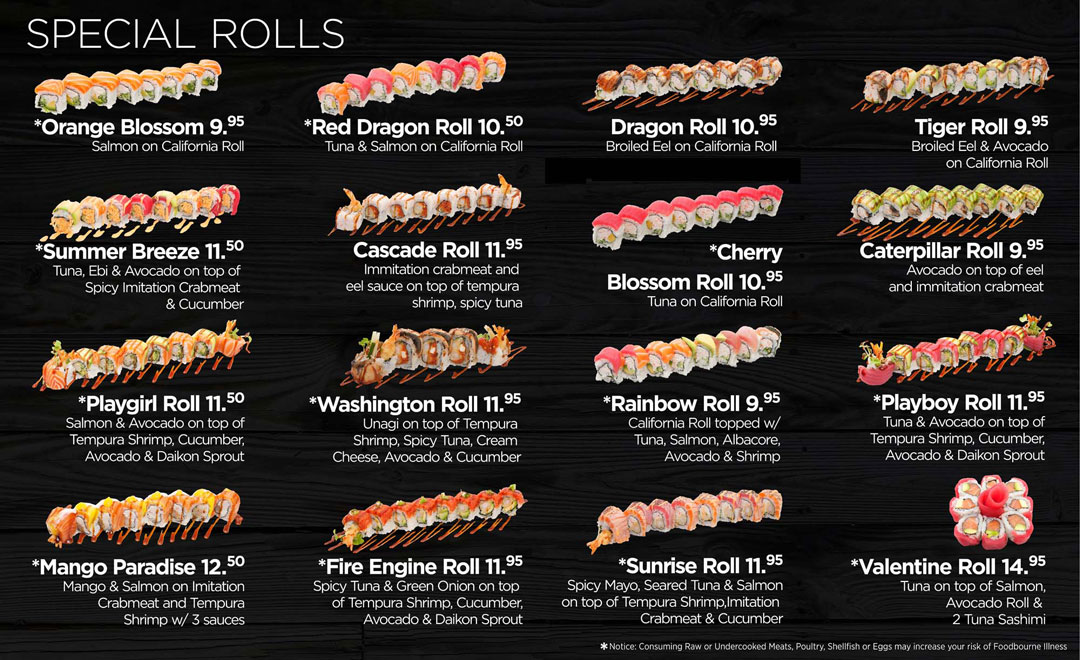 SPECIAL ROLLS
*Orange Blossom 9.95
Salmon on California Roll
*Red Dragon Roll 10.50
Tuna & Salmon on California Roll
Dragon Roll 10.95
Broiled Eel on California Roll
Tiger Roll 9.95
Broiled Eel & Avocado
on California Roll
*Summer Breeze 11.50
Tuna, Ebi & Avocado on top of
Spicy Imitation Crabmeat
& Cucumber
Cascade Roll 11.95
Immitation crabmeat and
eel sauce on top of tempura
shrimp, spicy tuna
*Cherry
Blossom Roll 10.95
Tuna on California Roll
Caterpillar Roll 9.95
Avocado on top of eel
and immitation crabmeat
*Playgirl Roll 11.50
Salmon & Avocado on top of
Tempura Shrimp, Cucumber,
Avocado & Daikon Sprout
*Washington Roll 11.95
Unagi on top of Tempura
Shrimp, Spicy Tuna, Cream
Cheese, Avocado & Cucumber
*Rainbow Roll 9.95
California Roll topped w/
Tuna, Salmon, Albacore,
Avocado & Shrimp
*Playboy Roll 11.95
Tuna & Avocado on top of
Tempura Shrimp, Cucumber,
Avocado & Daikon Sprout
*Mango Paradise 12.50
Mango & Salmon on Imitation
Crabmeat and Tempura
Shrimp w/ 3 sauces
*Fire Engine Roll 11.95
Spicy Tuna & Green Onion on top
of Tempura Shrimp, Cucumber,
Avocado & Daikon Sprout
*Sunrise Roll 11.95
Spicy Mayo, Seared Tuna & Salmon
on top of Tempura Shrimp,Imitation
Crabmeat & Cucumber
*Valentine Roll 14.95
Tuna on top of Salmon,
Avocado Roll &
2 Tuna Sashimi
*Notice: Consuming Raw or Undercooked Meats, Poultry, Shellfish or Eggs may increase your risk of Foodbourne Illness